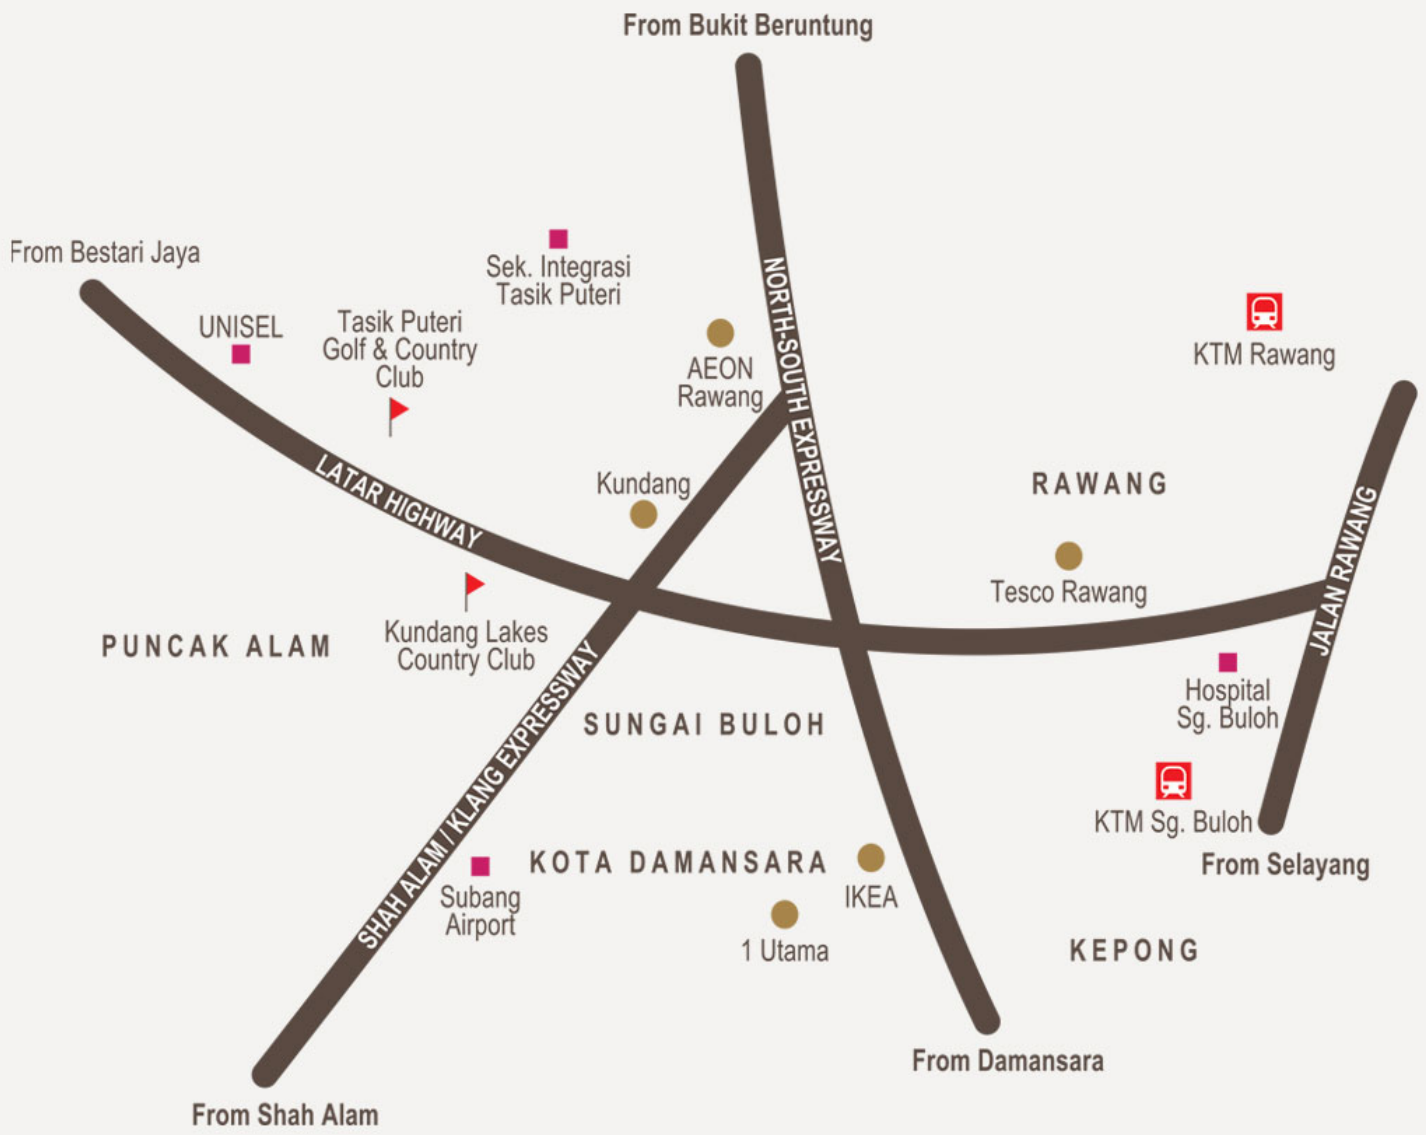 From Bukit Beruntung
From Bestari Jaya
Sek. Integrasi
Tasik Puteri
UNISEL
Tasik Puteri
Golf & Country
Club
AEON
Rawang
NORTH-SOUTH EXPRESSWAY
KTM Rawang
LATAR HIGHWAY
Kundang
RAWANG
Tesco Rawang
JALAN RAWANG
PUNCAK ALAM
Kundang Lakes
Country Club
SHAH ALAM / KLANG EXPRESSWAY
SUNGAI BULOH
Hospital
Sg. Buloh
KTM Sg. Buloh
From Selayang
KOTA DAMANSARA
Subang
Airport
IKEA
1 Utama
KEPONG
From Damansara
From Shah Alam